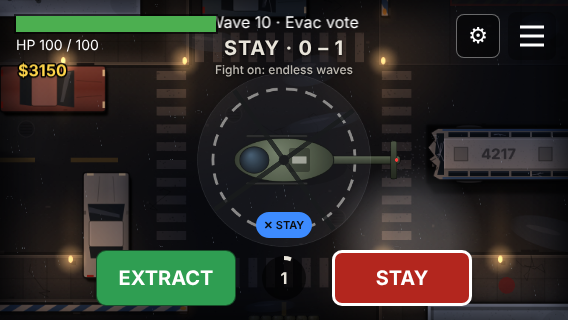 Wave 10 · Evac vote
HP 100 / 100
STAY · 0 – 1
$3150
Fight on: endless waves
4217
× STAY
EXTRACT
1
STAY